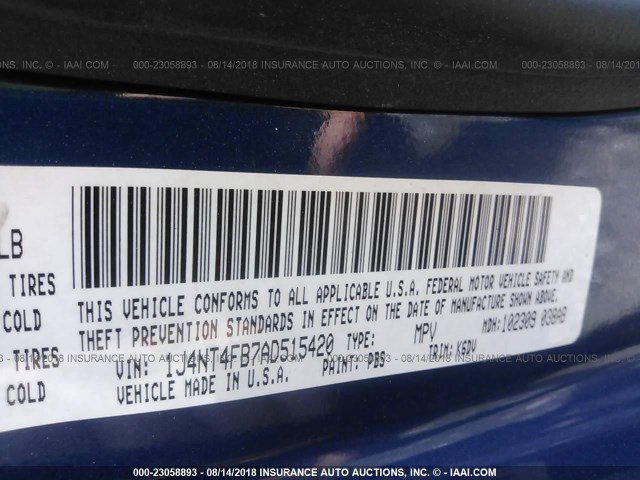 000-23058893 - 08/14/2018 INSURANCE AUTO AUCTIONS, INC. - © - IAAI.COM
LB
TIRES
COLD
TIRES
COLD
THIS VEHICLE CONFORMS TO ALL APPLICABLE U.S.A. FEDERAL MOTOR VEHICLE SAFETY AND
THEFT PREVENTION STANDARDS IN EFFECT ON THE DATE OF MANUFACTURE SHOWN ABOVE.
VIN: 1J4NT4FB7AD515420 TYPE: MPV MDH: 102309 038AB
VEHICLE MADE IN U.S.A. PAINT: PBS TRIM: KSDV
000-23058893 - 08/14/2018 INSURANCE AUTO AUCTIONS, INC. - © - IAAI.COM